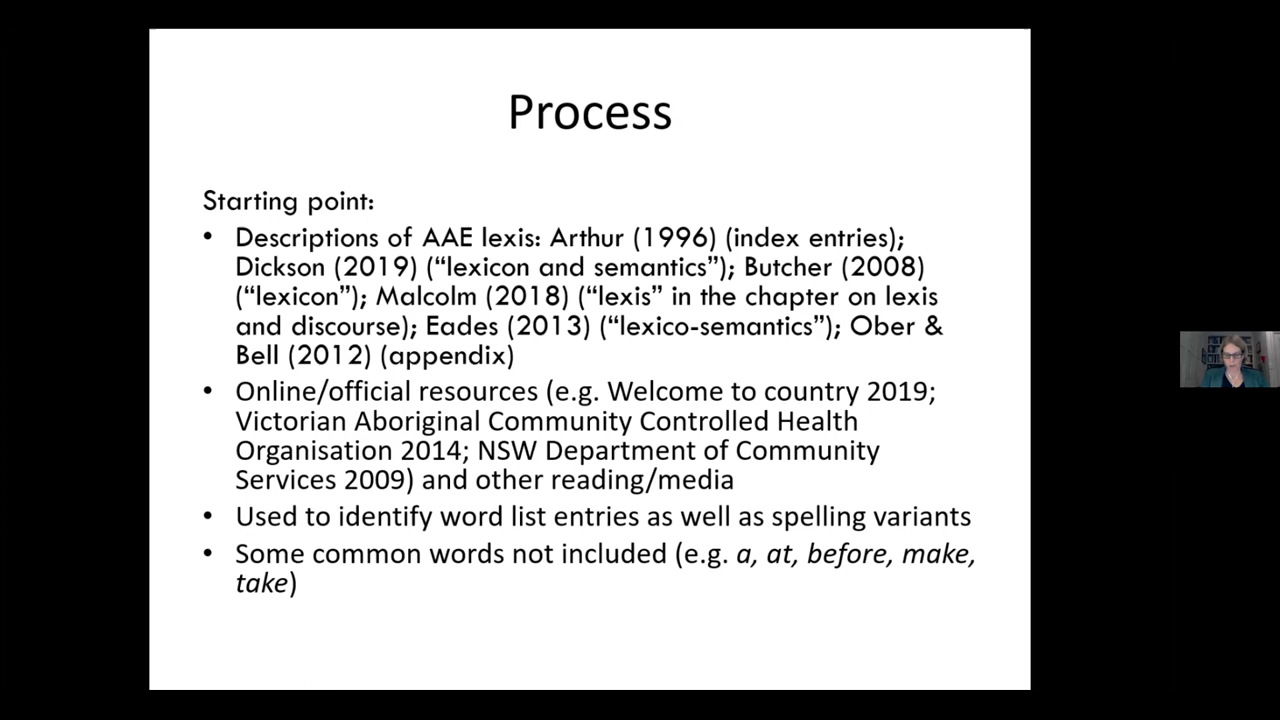 Process
Starting point:
• Descriptions of AAE lexis: Arthur (1996) (index entries);
Dickson (2019) (“lexicon and semantics”); Butcher (2008)
(“lexicon”); Malcolm (2018) (“lexis” in the chapter on lexis
and discourse); Eades (2013) (“lexico-semantics”); Ober &
Bell (2012) (appendix)
• Online/official resources (e.g. Welcome to country 2019;
Victorian Aboriginal Community Controlled Health
Organisation 2014; NSW Department of Community
Services 2009) and other reading/media
• Used to identify word list entries as well as spelling variants
• Some common words not included (e.g. a, at, before, make,
take)